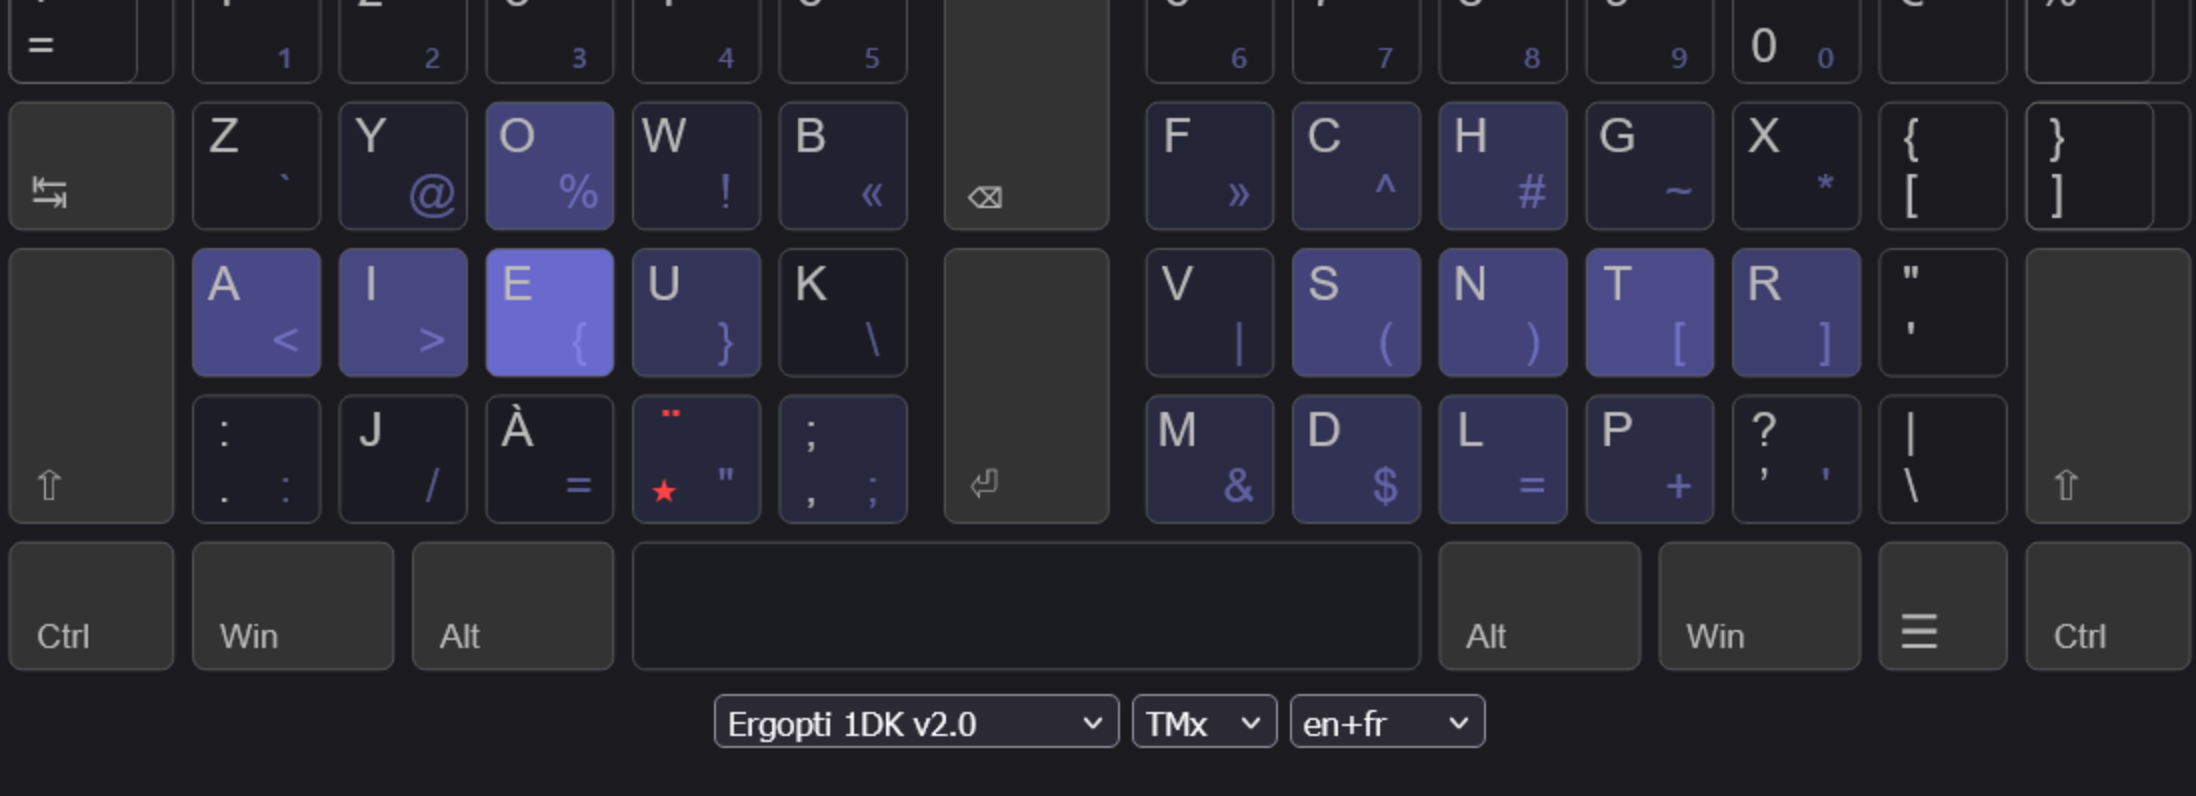 = 1 2 3 4 5 6 7 8 9 0 0
Z ` Y @ O % W ! B « ⌫ F » C ^ H # G ~ X * { [ } ]
A < I > E { U } K \ V | S ( N ) T [ R ] " '
⇧ : . : J / À = ¨ ★ " ; , ; ⏎ M & D $ L = P + ? ’ ' | \ ⇧
Ctrl Win Alt Alt Win ☰ Ctrl
Ergopti 1DK v2.0 TMx en+fr